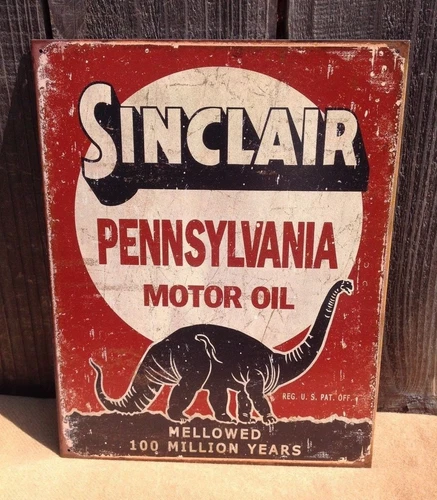 SINCLAIR
PENNSYLVANIA
MOTOR OIL
REG. U. S. PAT. OFF.
MELLOWED
100 MILLION YEARS